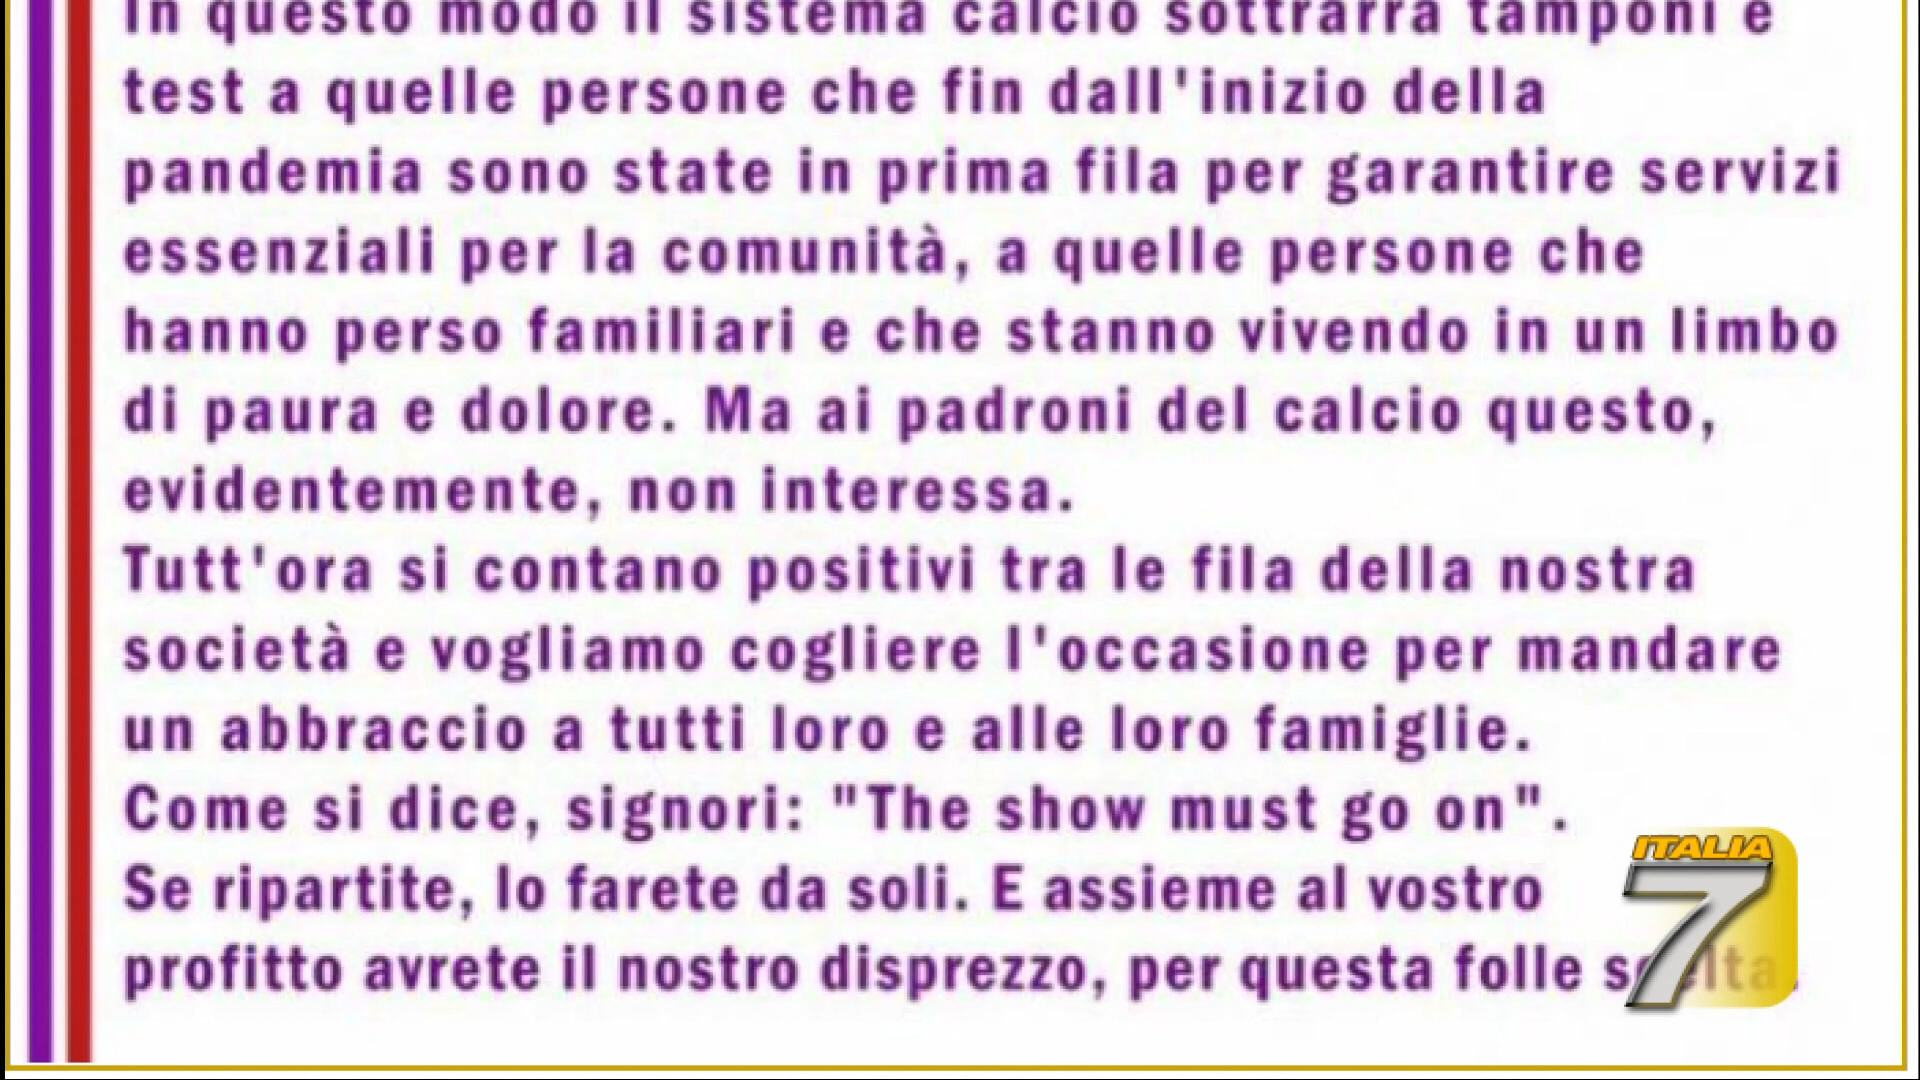 In questo modo il sistema calcio sottrarrà tamponi e
test a quelle persone che fin dall'inizio della
pandemia sono state in prima fila per garantire servizi
essenziali per la comunità, a quelle persone che
hanno perso familiari e che stanno vivendo in un limbo
di paura e dolore. Ma ai padroni del calcio questo,
evidentemente, non interessa.
Tutt'ora si contano positivi tra le fila della nostra
società e vogliamo cogliere l'occasione per mandare
un abbraccio a tutti loro e alle loro famiglie.
Come si dice, signori: "The show must go on".
Se ripartite, lo farete da soli. E assieme al vostro
profitto avrete il nostro disprezzo, per questa folle scelta.
ITALIA
7